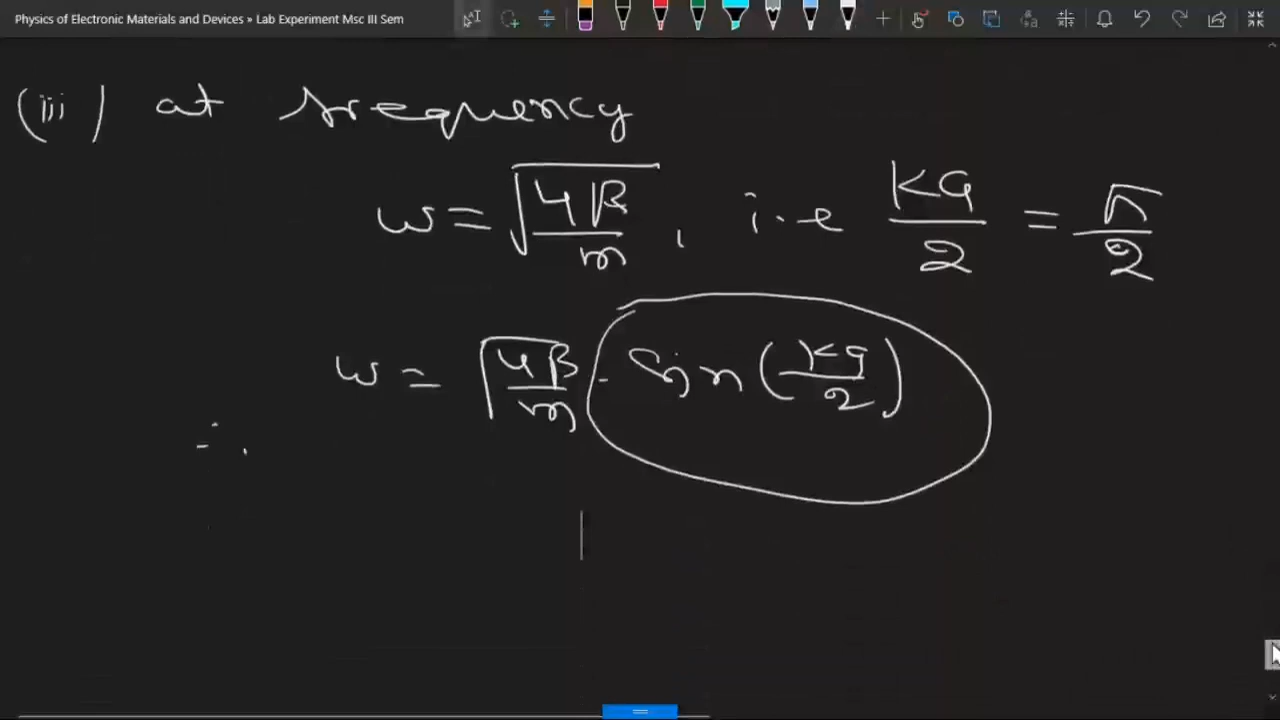 Physics of Electronic Materials and Devices » Lab Experiment Msc III Sem
(iii) at frequency
w = √(4β/m), i.e Ka/2 = π/2
w = √(4β/m) · Sin(Ka/2)
∴